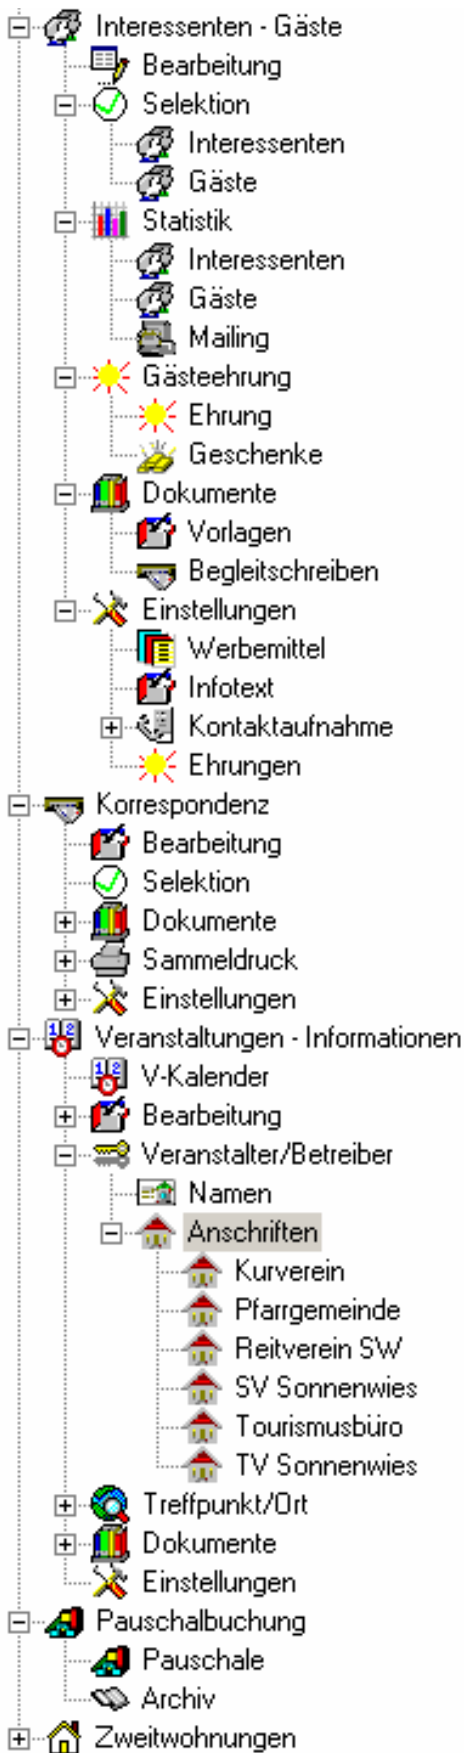 Interessenten - Gäste
Bearbeitung
Selektion
Interessenten
Gäste
Statistik
Interessenten
Gäste
Mailing
Gästeehrung
Ehrung
Geschenke
Dokumente
Vorlagen
Begleitschreiben
Einstellungen
Werbemittel
Infotext
Kontaktaufnahme
Ehrungen
Korrespondenz
Bearbeitung
Selektion
Dokumente
Sammeldruck
Einstellungen
Veranstaltungen - Informationen
V-Kalender
Bearbeitung
Veranstalter/Betreiber
Namen
Anschriften
Kurverein
Pfarrgemeinde
Reitverein SW
SV Sonnenwies
Tourismusbüro
TV Sonnenwies
Treffpunkt/Ort
Dokumente
Einstellungen
Pauschalbuchung
Pauschale
Archiv
Zweitwohnungen